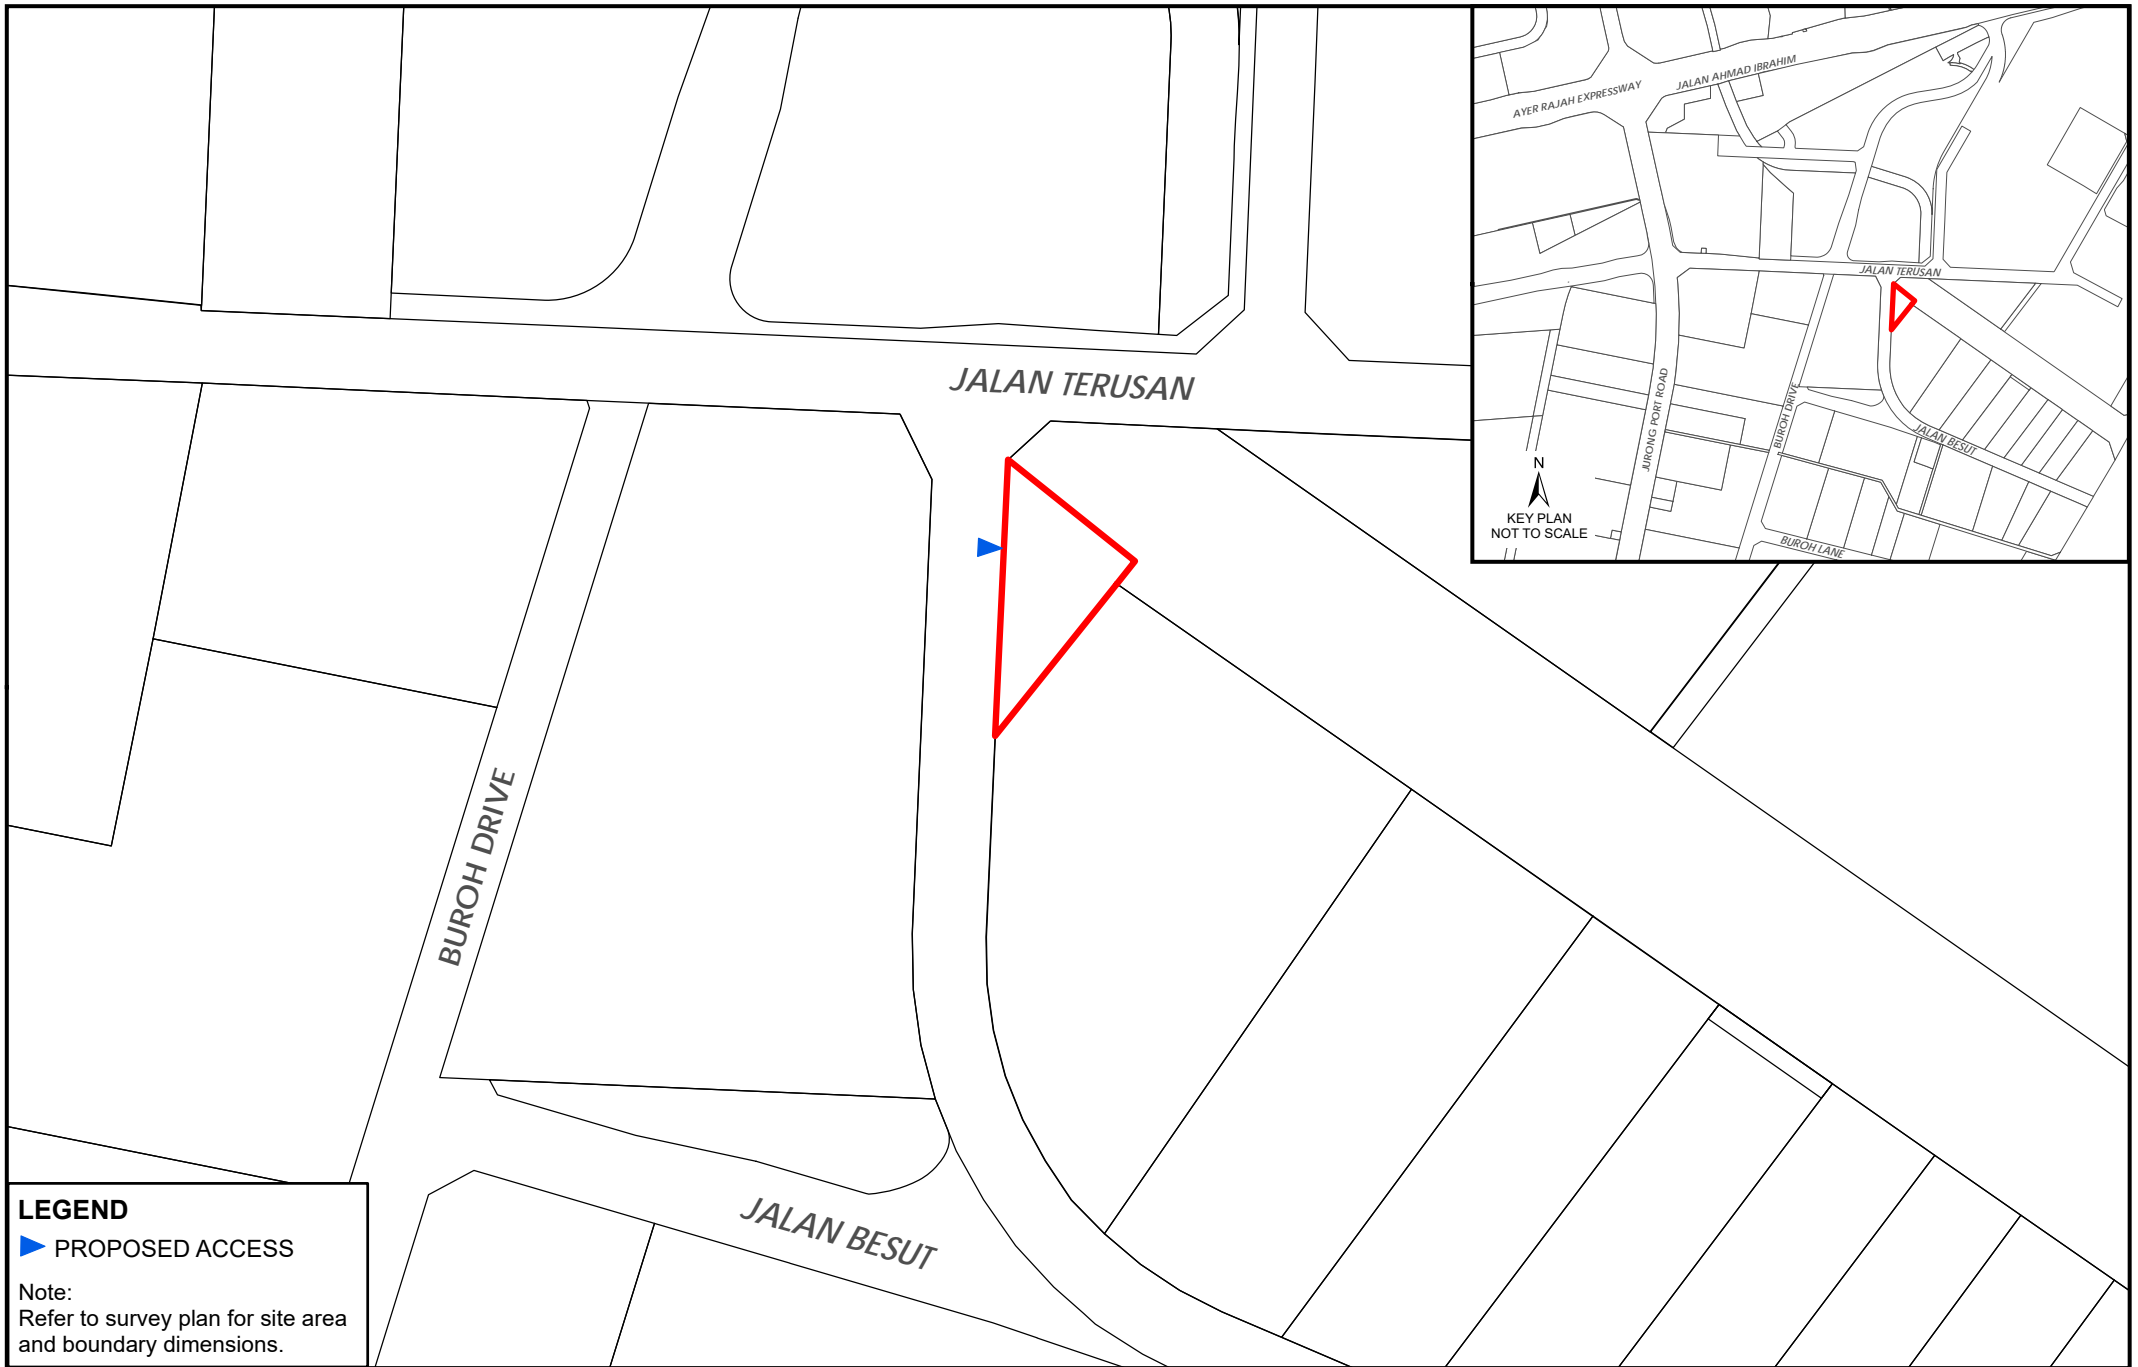 AYER RAJAH EXPRESSWAY
JALAN AHMAD IBRAHIM
JALAN TERUSAN
JURONG PORT ROAD
BUROH DRIVE
JALAN BESUT
BUROH LANE
N
KEY PLAN
NOT TO SCALE
JALAN TERUSAN
BUROH DRIVE
JALAN BESUT
LEGEND
PROPOSED ACCESS
Note:
Refer to survey plan for site area
and boundary dimensions.